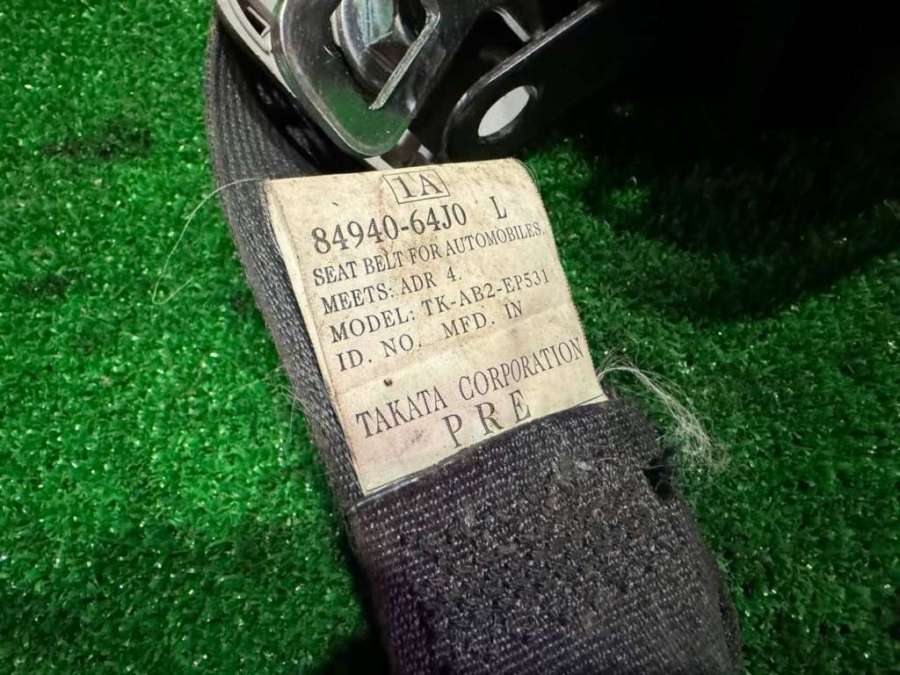 1A
84940-64J0 L
SEAT BELT FOR AUTOMOBILES.
MEETS: ADR 4.
MODEL: TK-AB2-EP531
ID. NO. MFD. IN
TAKATA CORPORATION
PRE